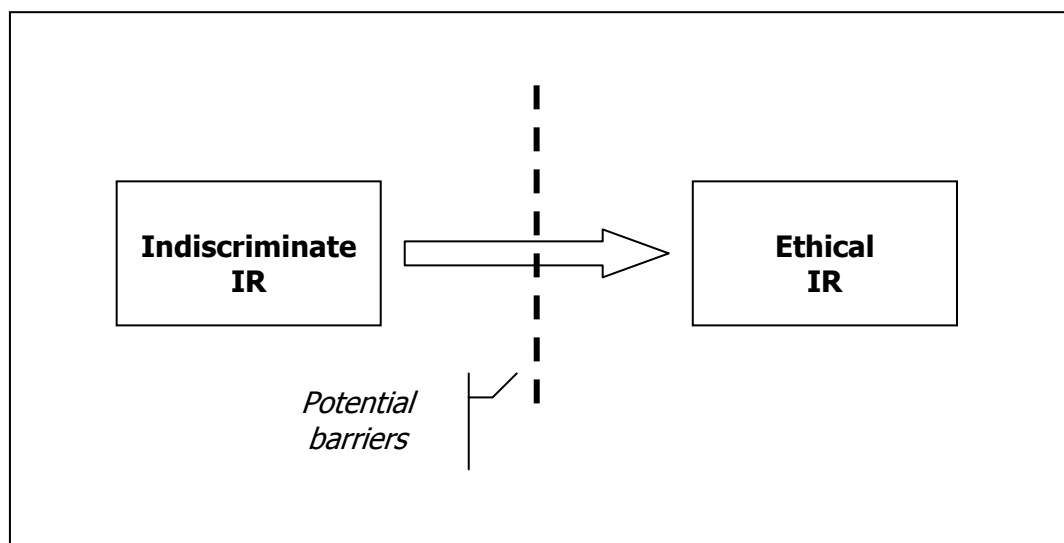 Indiscriminate
IR
Ethical
IR
Potential
barriers